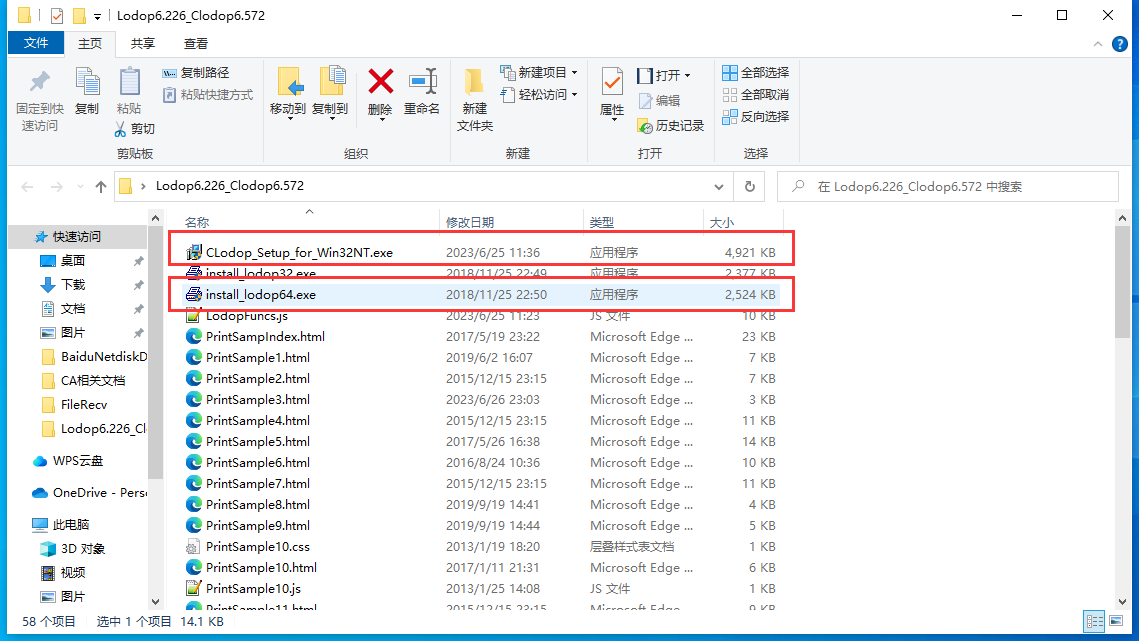 Lodop6.226_Clodop6.572
文件 主页 共享 查看
固定到快速访问
复制
粘贴
复制路径
粘贴快捷方式
剪切
剪贴板
移动到 复制到 删除 重命名
组织
新建文件夹
新建项目
轻松访问
新建
属性
打开
编辑
历史记录
打开
全部选择
全部取消
反向选择
选择
Lodop6.226_Clodop6.572
在 Lodop6.226_Clodop6.572 中搜索
快速访问
桌面
下载
文档
图片
BaiduNetdiskD
CA相关文档
FileRecv
Lodop6.226_Cl
WPS云盘
OneDrive - Pers
此电脑
3D 对象
视频
图片
名称 修改日期 类型 大小
CLodop_Setup_for_Win32NT.exe 2023/6/25 11:36 应用程序 4,921 KB
install_lodop32.exe 2018/11/25 22:49 应用程序 2,377 KB
install_lodop64.exe 2018/11/25 22:50 应用程序 2,524 KB
LodopFuncs.js 2023/6/25 11:23 JS 文件 10 KB
PrintSampIndex.html 2017/5/19 23:22 Microsoft Edge ... 23 KB
PrintSample1.html 2019/6/2 16:07 Microsoft Edge ... 7 KB
PrintSample2.html 2015/12/15 23:15 Microsoft Edge ... 7 KB
PrintSample3.html 2023/6/26 23:03 Microsoft Edge ... 3 KB
PrintSample4.html 2015/12/15 23:15 Microsoft Edge ... 11 KB
PrintSample5.html 2017/5/26 16:38 Microsoft Edge ... 14 KB
PrintSample6.html 2016/8/24 10:36 Microsoft Edge ... 10 KB
PrintSample7.html 2015/12/15 23:15 Microsoft Edge ... 11 KB
PrintSample8.html 2019/9/19 14:41 Microsoft Edge ... 4 KB
PrintSample9.html 2019/9/19 14:44 Microsoft Edge ... 5 KB
PrintSample10.css 2013/1/19 18:20 层叠样式表文档 1 KB
PrintSample10.html 2017/1/11 21:31 Microsoft Edge ... 6 KB
PrintSample10.js 2013/1/25 14:08 JS 文件 1 KB
PrintSample11.html 2015/12/15 23:15 Microsoft Edge ... 9 KB
58 个项目 选中 1 个项目 14.1 KB